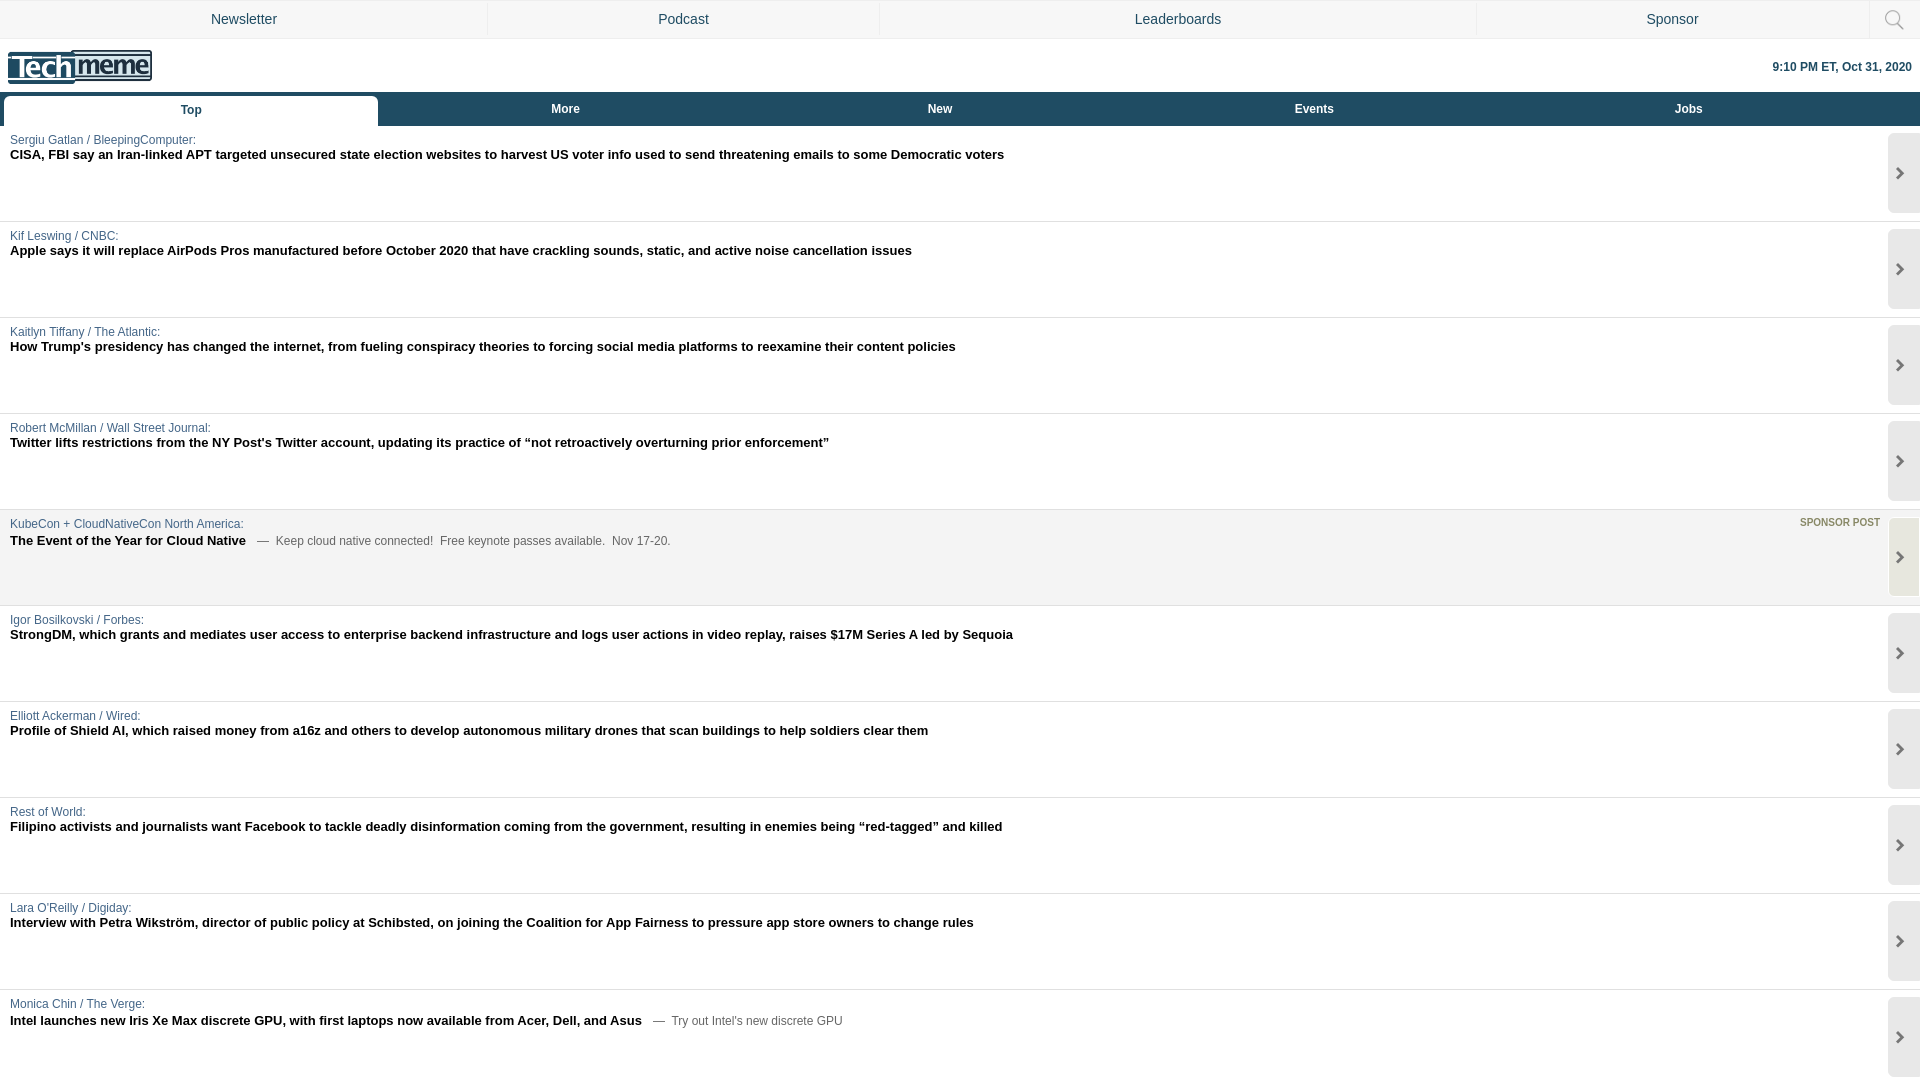 Newsletter
Podcast
Leaderboards
Sponsor
Techmeme
9:10 PM ET, Oct 31, 2020
Top
More
New
Events
Jobs
Sergiu Gatlan / BleepingComputer:
CISA, FBI say an Iran-linked APT targeted unsecured state election websites to harvest US voter info used to send threatening emails to some Democratic voters
Kif Leswing / CNBC:
Apple says it will replace AirPods Pros manufactured before October 2020 that have crackling sounds, static, and active noise cancellation issues
Kaitlyn Tiffany / The Atlantic:
How Trump's presidency has changed the internet, from fueling conspiracy theories to forcing social media platforms to reexamine their content policies
Robert McMillan / Wall Street Journal:
Twitter lifts restrictions from the NY Post's Twitter account, updating its practice of “not retroactively overturning prior enforcement”
KubeCon + CloudNativeCon North America:
SPONSOR POST
The Event of the Year for Cloud Native — Keep cloud native connected! Free keynote passes available. Nov 17-20.
Igor Bosilkovski / Forbes:
StrongDM, which grants and mediates user access to enterprise backend infrastructure and logs user actions in video replay, raises $17M Series A led by Sequoia
Elliott Ackerman / Wired:
Profile of Shield AI, which raised money from a16z and others to develop autonomous military drones that scan buildings to help soldiers clear them
Rest of World:
Filipino activists and journalists want Facebook to tackle deadly disinformation coming from the government, resulting in enemies being “red-tagged” and killed
Lara O'Reilly / Digiday:
Interview with Petra Wikström, director of public policy at Schibsted, on joining the Coalition for App Fairness to pressure app store owners to change rules
Monica Chin / The Verge:
Intel launches new Iris Xe Max discrete GPU, with first laptops now available from Acer, Dell, and Asus — Try out Intel's new discrete GPU